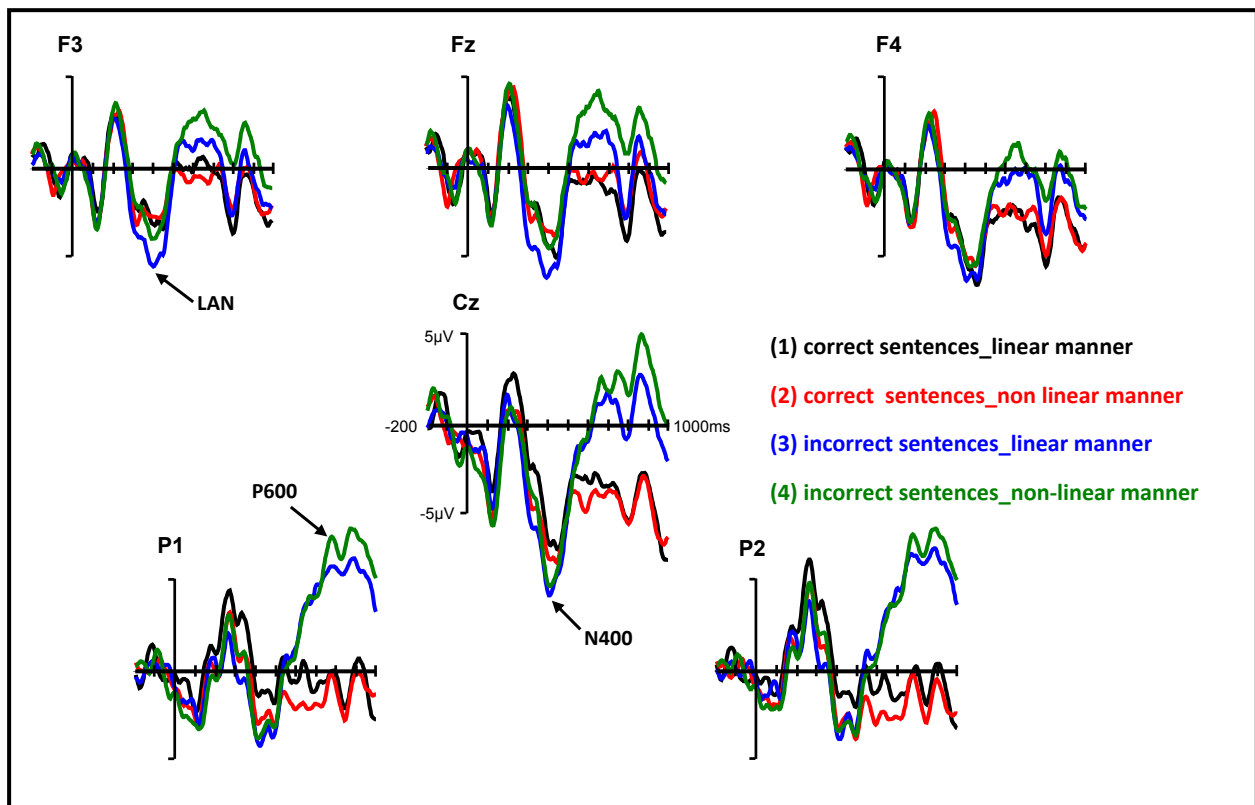 F3
Fz
F4
LAN
Cz
5µV
(1) correct sentences_linear manner
(2) correct  sentences_non linear manner
-200
1000ms
(3) incorrect sentences_linear manner
(4) incorrect sentences_non-linear manner
P600
-5µV
P1
P2
N400